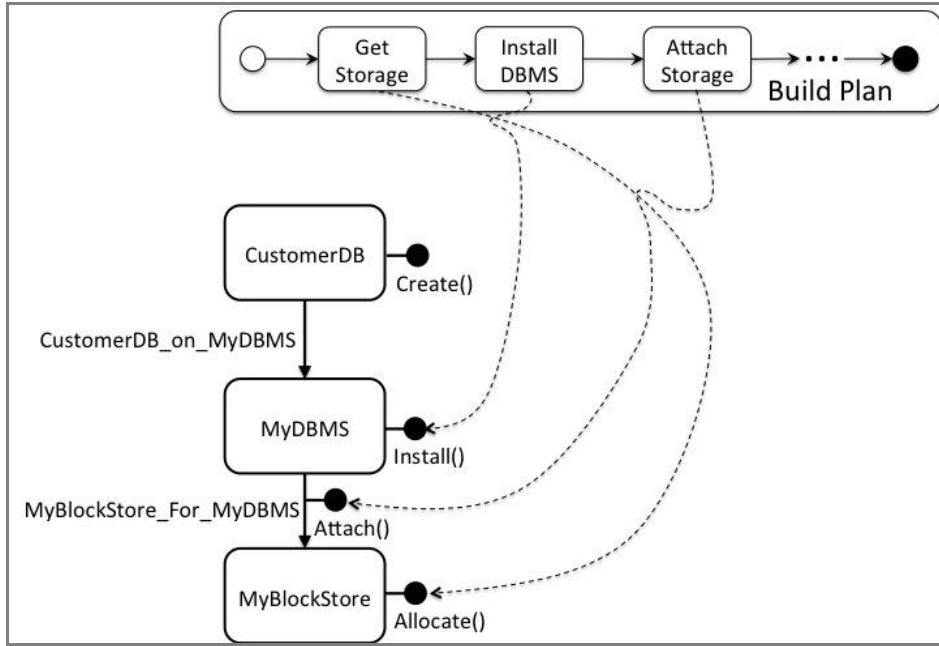 Get
Storage
Install
DBMS
Attach
Storage
...
Build Plan
CustomerDB
Create()
CustomerDB_on_MyDBMS
MyDBMS
Install()
MyBlockStore_For_MyDBMS
Attach()
MyBlockStore
Allocate()